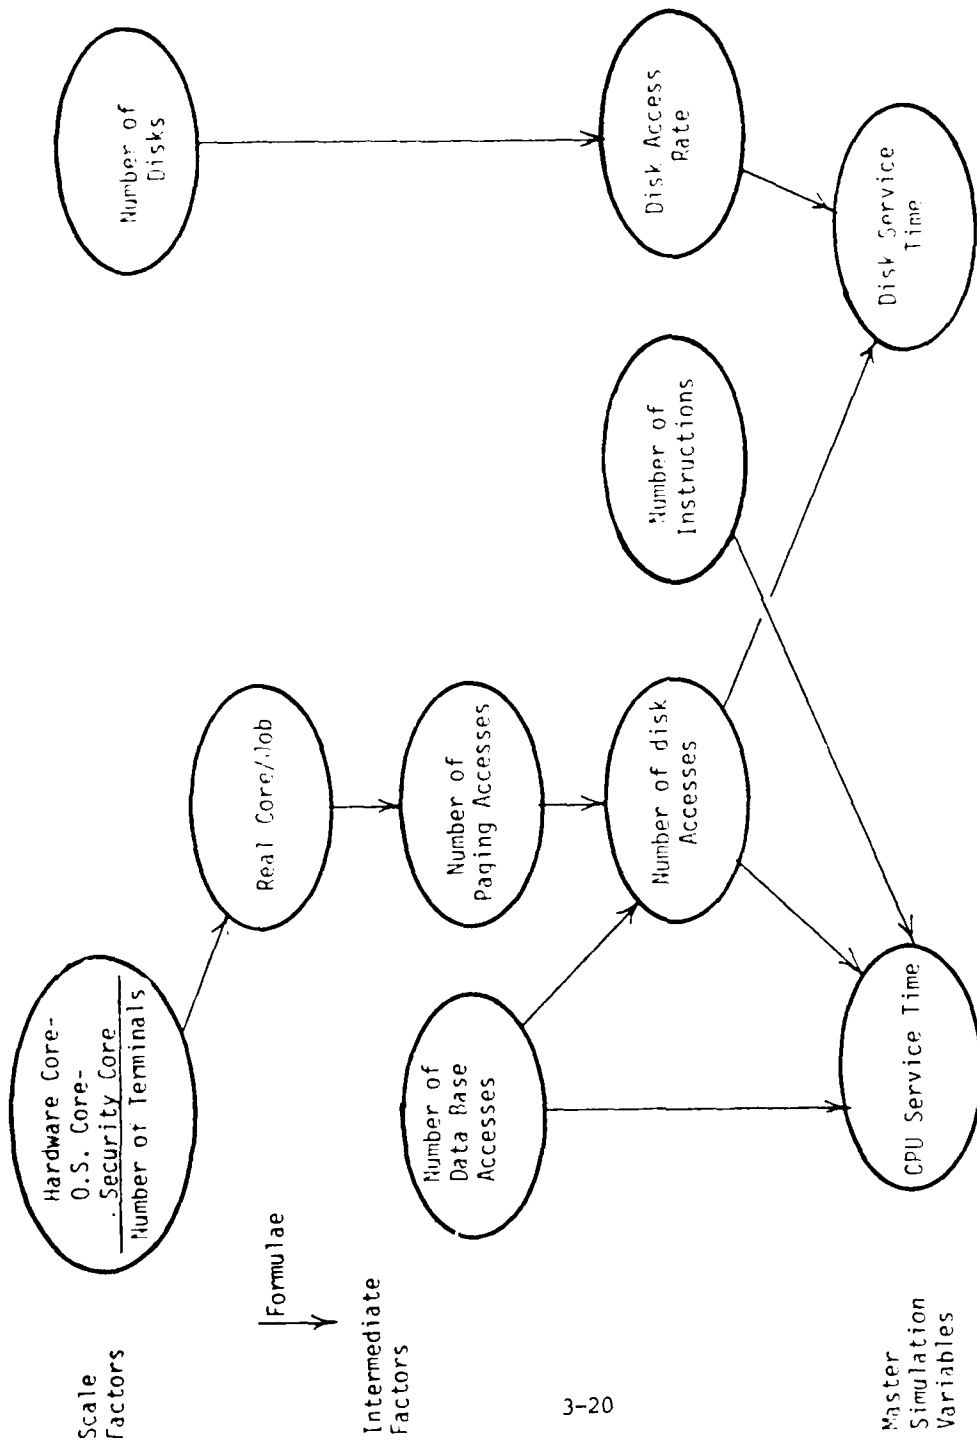 Scale
Factors
Hardware Core-
O.S. Core-
Security Core
Number of Terminals
Number of
Disks
Formulae
Real Core/Job
Intermediate
Factors
Number of
Data Base
Accesses
Number of
Paging Accesses
Number of disk
Accesses
Number of
Instructions
Disk Access
Rate
Master
Simulation
Variables
CPU Service Time
Disk Service
Time
3-20